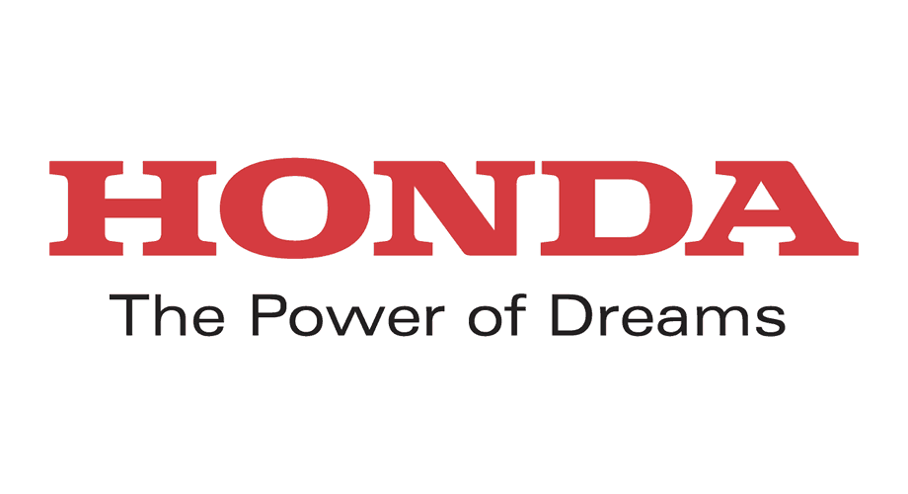 HONDA
The Power of Dreams